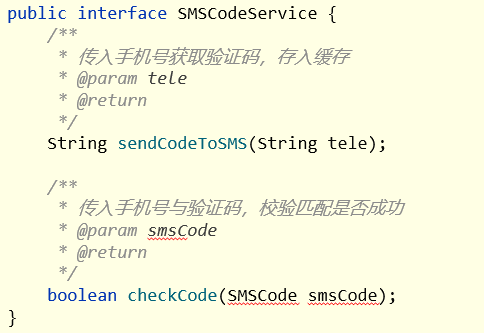 public interface SMSCodeService {
/**
* 传入手机号获取验证码，存入缓存
* @param tele
* @return
*/
String sendCodeToSMS(String tele);
/**
* 传入手机号与验证码，校验匹配是否成功
* @param smsCode
* @return
*/
boolean checkCode(SMSCode smsCode);
}